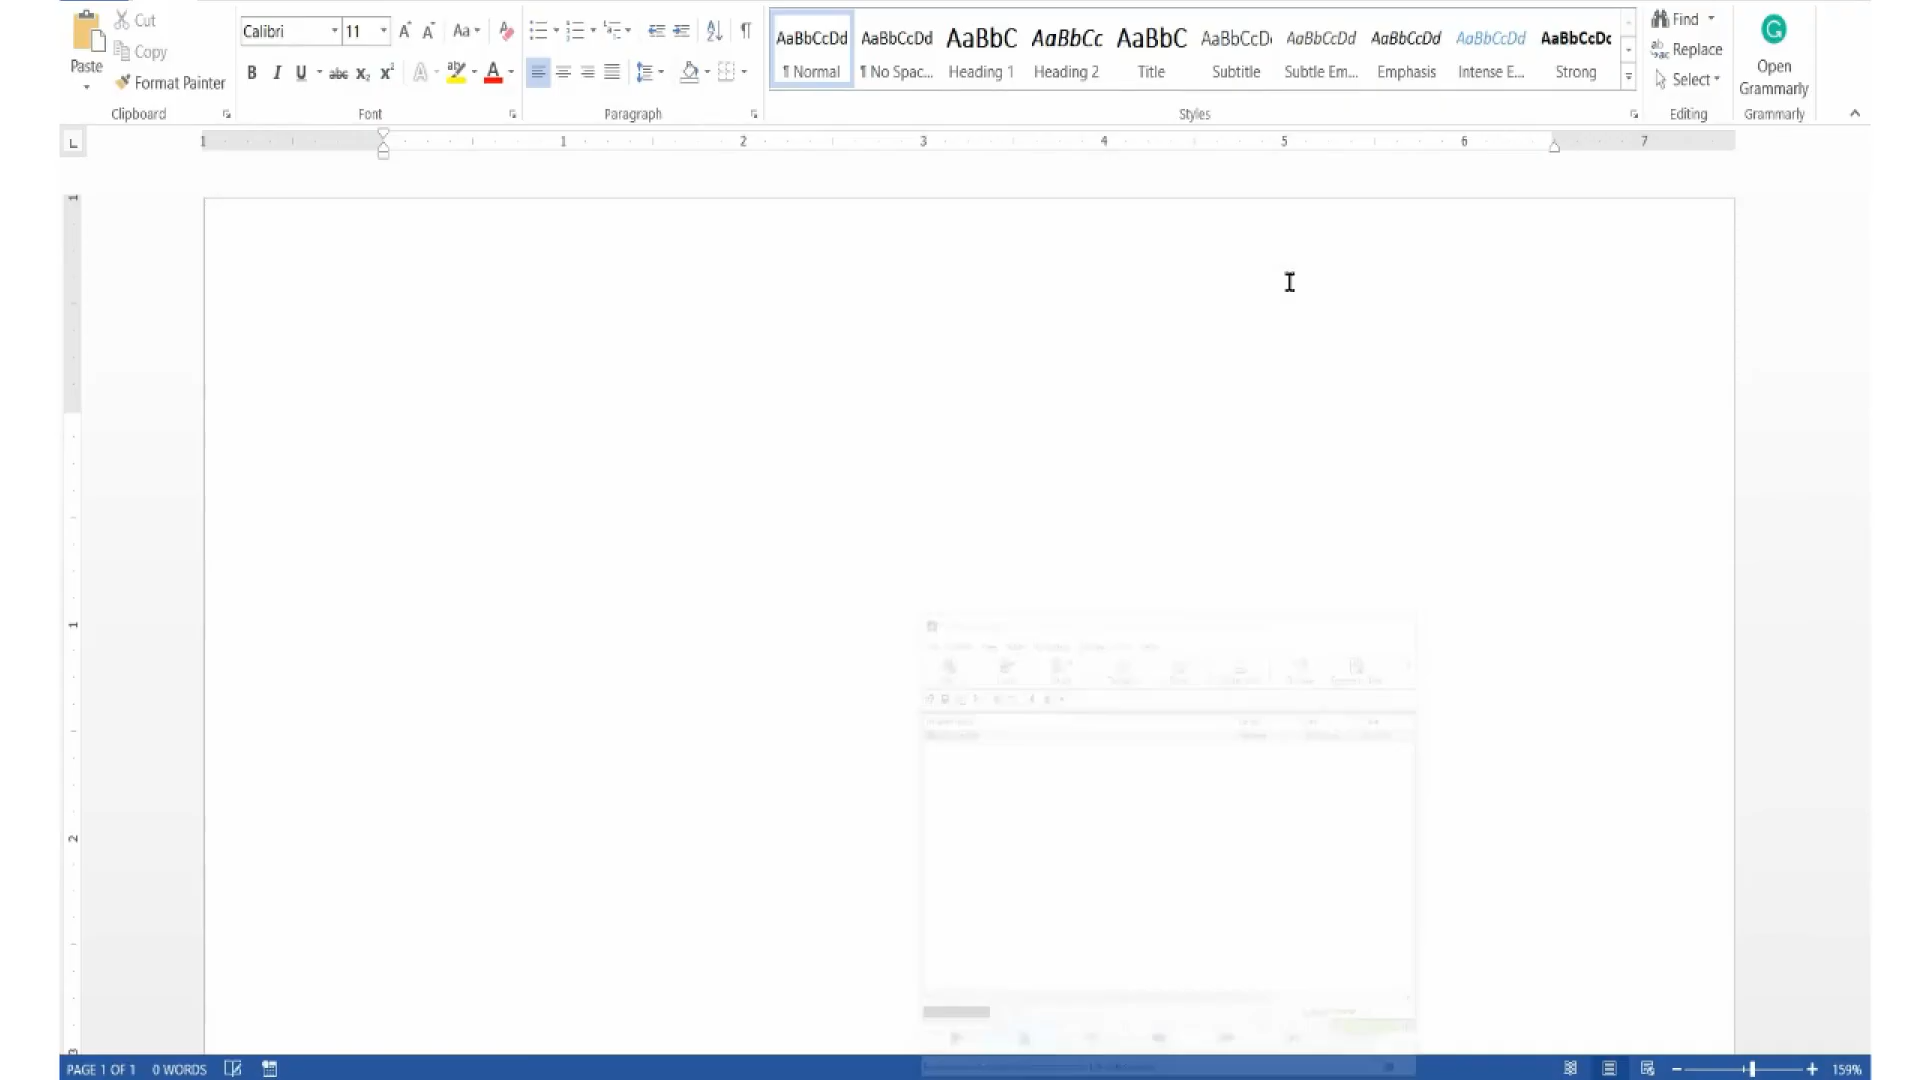 Cut
Copy
Paste
Format Painter
Clipboard
Calibri
11
Font
Paragraph
AaBbCcDd AaBbCcDd AaBbC AaBbCc AaBbC AaBbCcD AaBbCcDd AaBbCcDd AaBbCcDd AaBbCcDc
¶ Normal ¶ No Spac... Heading 1 Heading 2 Title Subtitle Subtle Em... Emphasis Intense E... Strong
Styles
Find
Replace
Select
Editing
Open
Grammarly
Grammarly
1 1 2 3 4 5 6 7
1
1
2
3
PAGE 1 OF 1 0 WORDS
159%